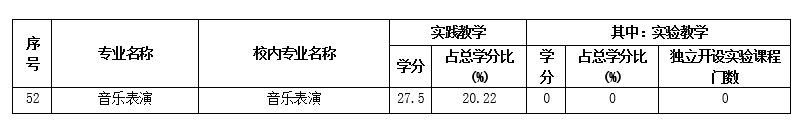 序号 专业名称 校内专业名称 实践教学 其中：实验教学
学分 占总学分比(%) 学分 占总学分比(%) 独立开设实验课程门数
52 音乐表演 音乐表演 27.5 20.22 0 0 0